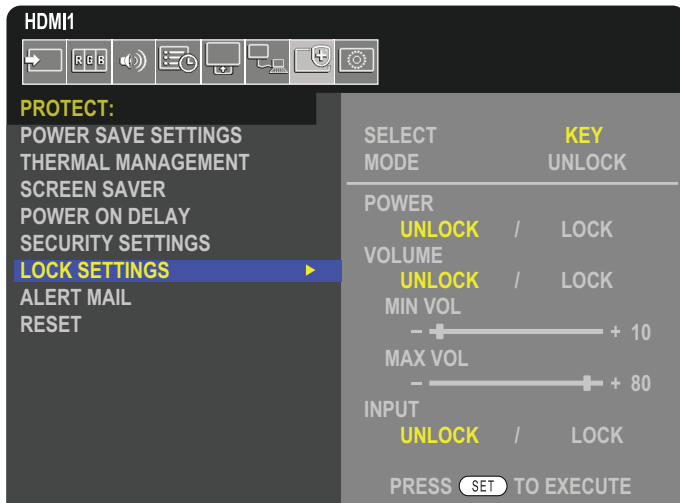 HDMI1
RGB
PROTECT:
POWER SAVE SETTINGS
THERMAL MANAGEMENT
SCREEN SAVER
POWER ON DELAY
SECURITY SETTINGS
LOCK SETTINGS
ALERT MAIL
RESET
SELECT KEY
MODE UNLOCK
POWER
UNLOCK / LOCK
VOLUME
UNLOCK / LOCK
MIN VOL
− + 10
MAX VOL
− + 80
INPUT
UNLOCK / LOCK
PRESS SET TO EXECUTE